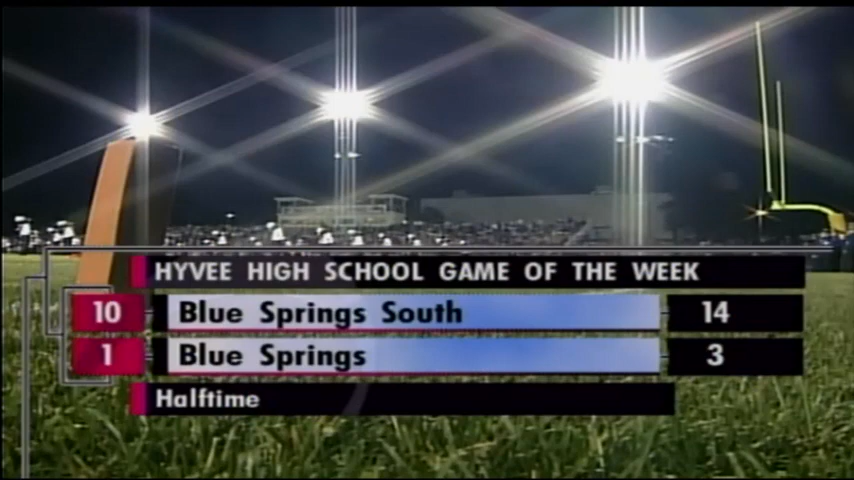 HYVEE HIGH SCHOOL GAME OF THE WEEK
10 Blue Springs South 14
1 Blue Springs 3
Halftime